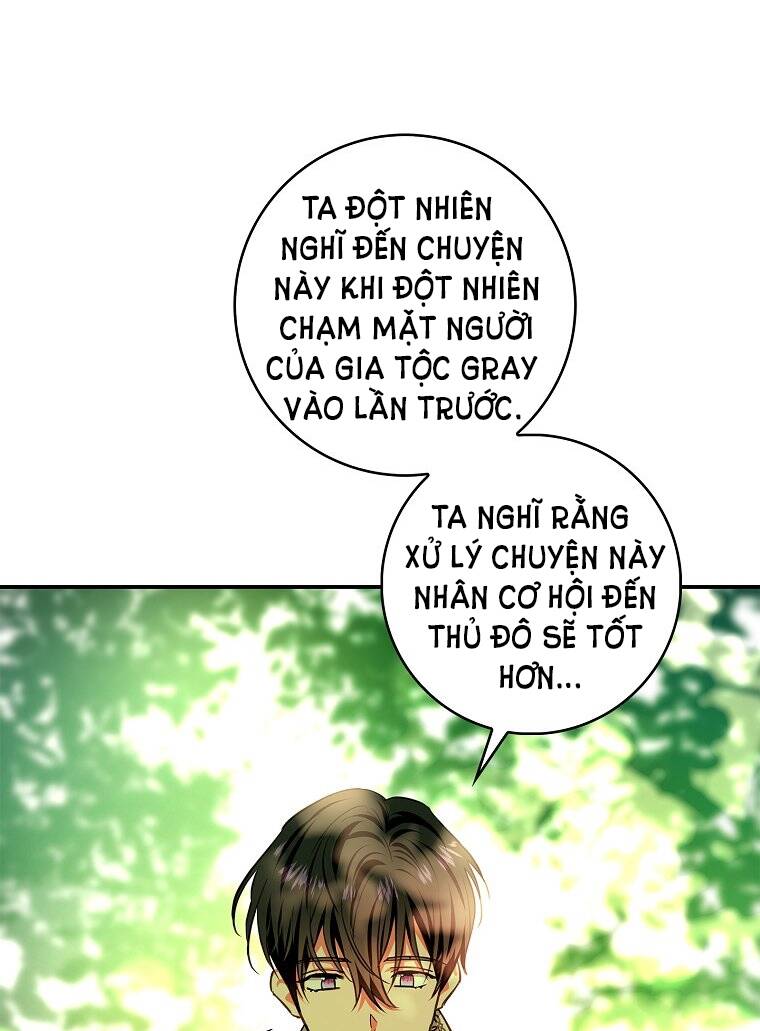 TA ĐỘT NHIÊN
NGHĨ ĐẾN CHUYỆN
NÀY KHI ĐỘT NHIÊN
CHẠM MẶT NGƯỜI
CỦA GIA TỘC GRAY
VÀO LẦN TRƯỚC.
TA NGHĨ RẰNG
XỬ LÝ CHUYỆN NÀY
NHÂN CƠ HỘI ĐẾN
THỦ ĐÔ SẼ TỐT
HƠN...